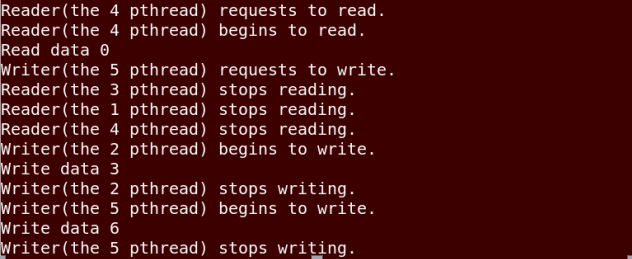 Reader(the 4 pthread) requests to read.
Reader(the 4 pthread) begins to read.
Read data 0
Writer(the 5 pthread) requests to write.
Reader(the 3 pthread) stops reading.
Reader(the 1 pthread) stops reading.
Reader(the 4 pthread) stops reading.
Writer(the 2 pthread) begins to write.
Write data 3
Writer(the 2 pthread) stops writing.
Writer(the 5 pthread) begins to write.
Write data 6
Writer(the 5 pthread) stops writing.